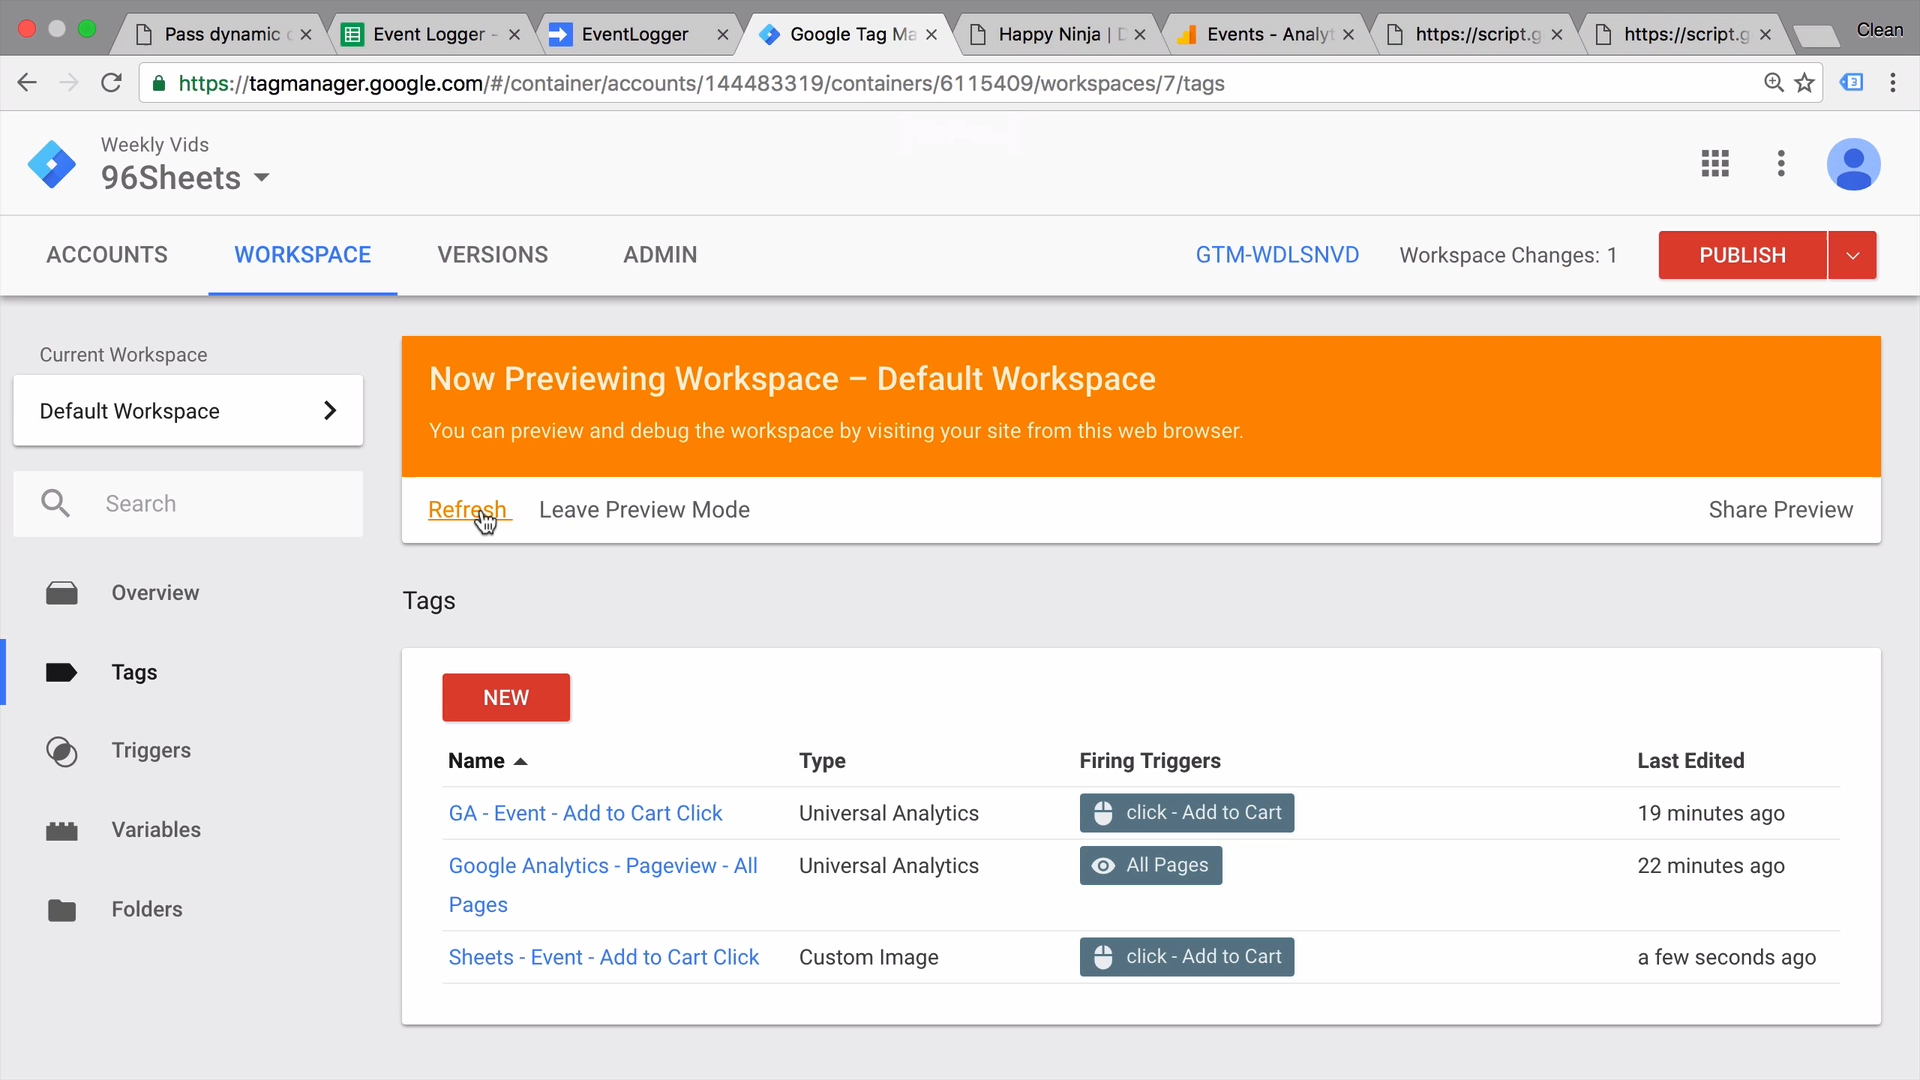 Pass dynamic
Event Logger -
EventLogger
Google Tag Ma
Happy Ninja |
Events - Analyt
https://script.g
https://script.g
Clean
https://tagmanager.google.com/#/container/accounts/144483319/containers/6115409/workspaces/7/tags
3
Weekly Vids
96Sheets
ACCOUNTS WORKSPACE VERSIONS ADMIN GTM-WDLSNVD Workspace Changes: 1 PUBLISH
Current Workspace
Default Workspace
Search
Overview
Tags
Triggers
Variables
Folders
Now Previewing Workspace – Default Workspace
You can preview and debug the workspace by visiting your site from this web browser.
Refresh Leave Preview Mode Share Preview
Tags
NEW
Name Type Firing Triggers Last Edited
GA - Event - Add to Cart Click Universal Analytics click - Add to Cart 19 minutes ago
Google Analytics - Pageview - All Universal Analytics All Pages 22 minutes ago
Pages
Sheets - Event - Add to Cart Click Custom Image click - Add to Cart a few seconds ago